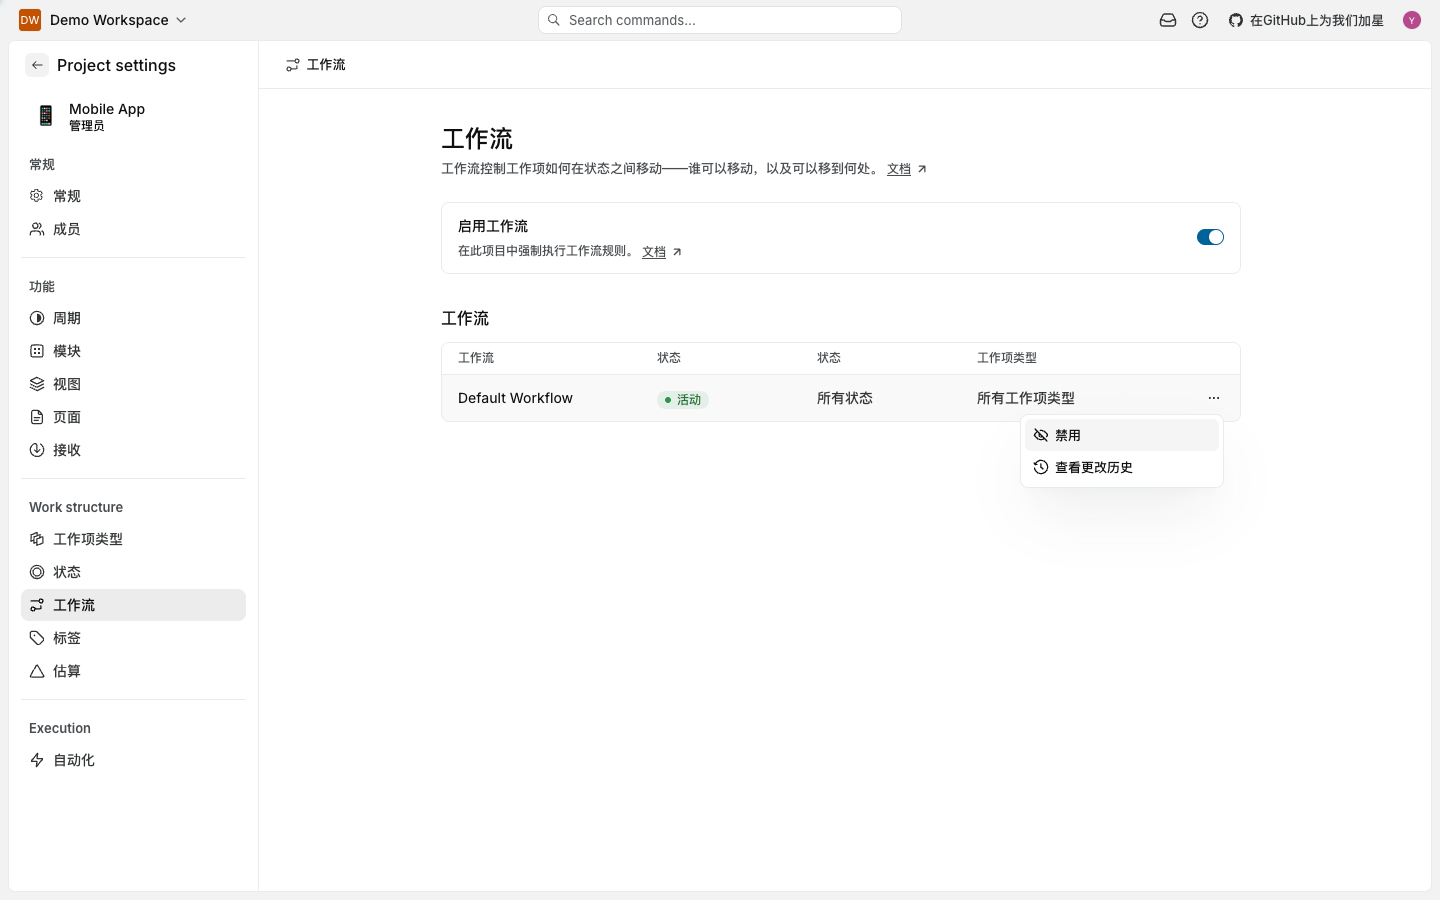 DW Demo Workspace
Search commands...
在GitHub上为我们加星
Y
Project settings
Mobile App
管理员
常规
常规
成员
功能
周期
模块
视图
页面
接收
Work structure
工作项类型
状态
工作流
标签
估算
Execution
自动化
工作流
工作流
工作流控制工作项如何在状态之间移动——谁可以移动，以及可以移到何处。 文档
启用工作流
在此项目中强制执行工作流规则。 文档
工作流
工作流 状态 状态 工作项类型
Default Workflow 活动 所有状态 所有工作项类型
禁用
查看更改历史